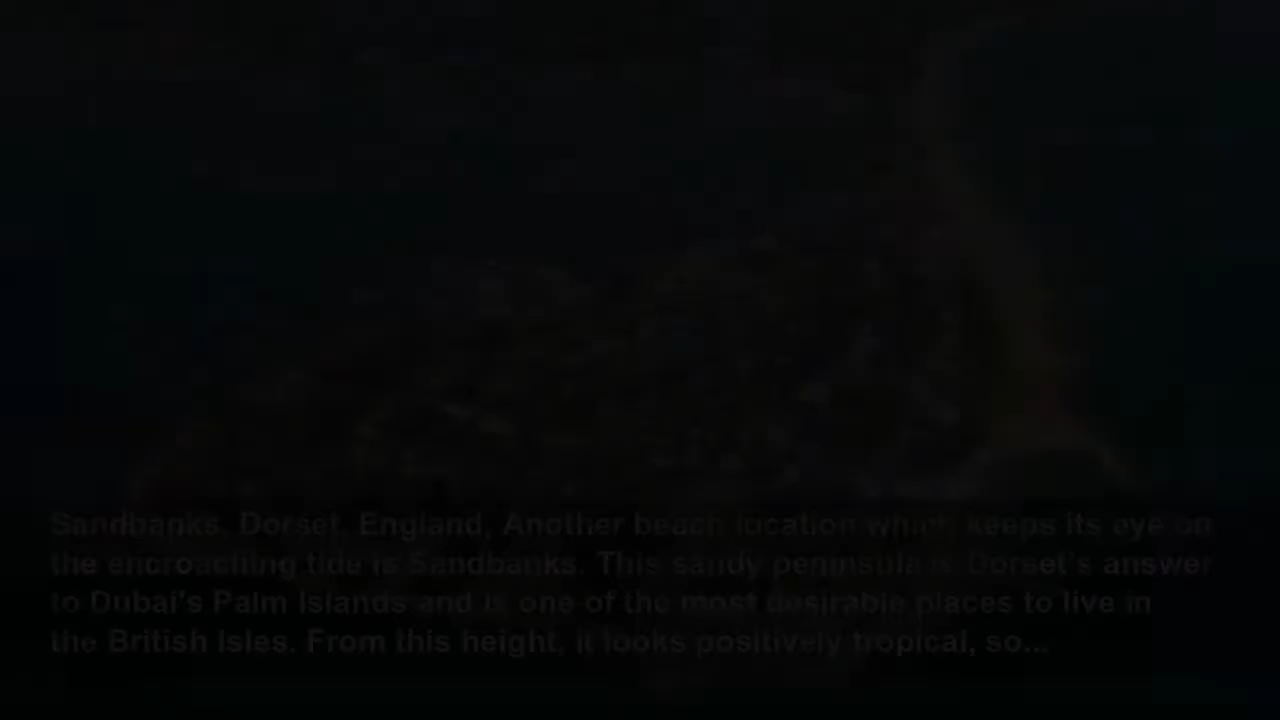 Sandbanks. Dorset, England, Another beach location which keeps its eye on
the encroaching tide is Sandbanks. This sandy peninsula is Dorset's answer
to Dubai's Palm Islands and is one of the most desirable places to live in
the British Isles. From this height, it looks positively tropical, so...